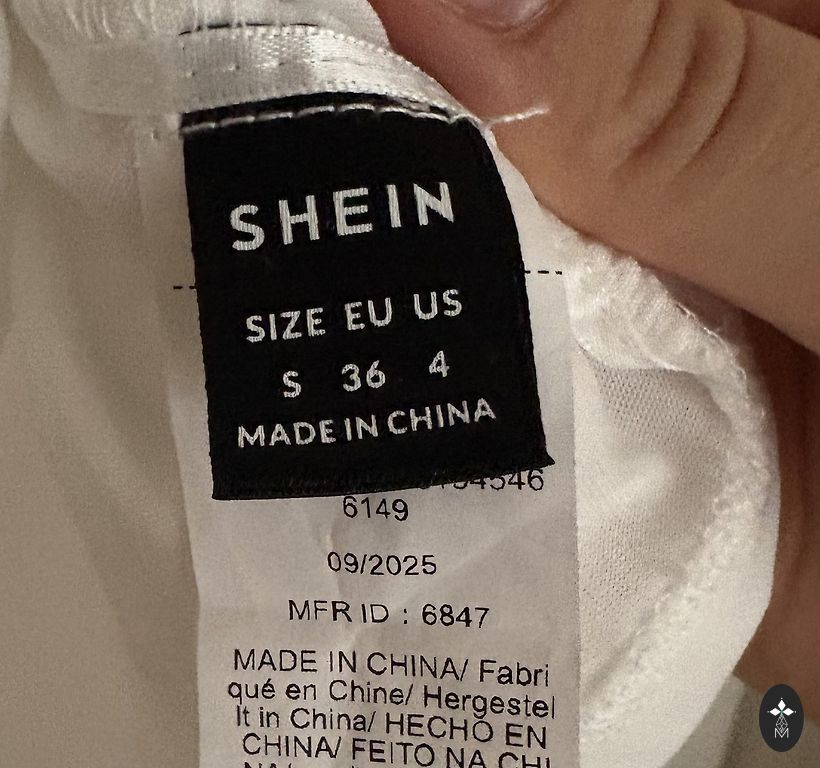 SHEIN
SIZE EU US
S 36 4
MADE IN CHINA
6149
09/2025
MFR ID : 6847
MADE IN CHINA/ Fabri
qué en Chine/ Hergestel
lt in China/ HECHO EN
CHINA/ FEITO NA CHI
M